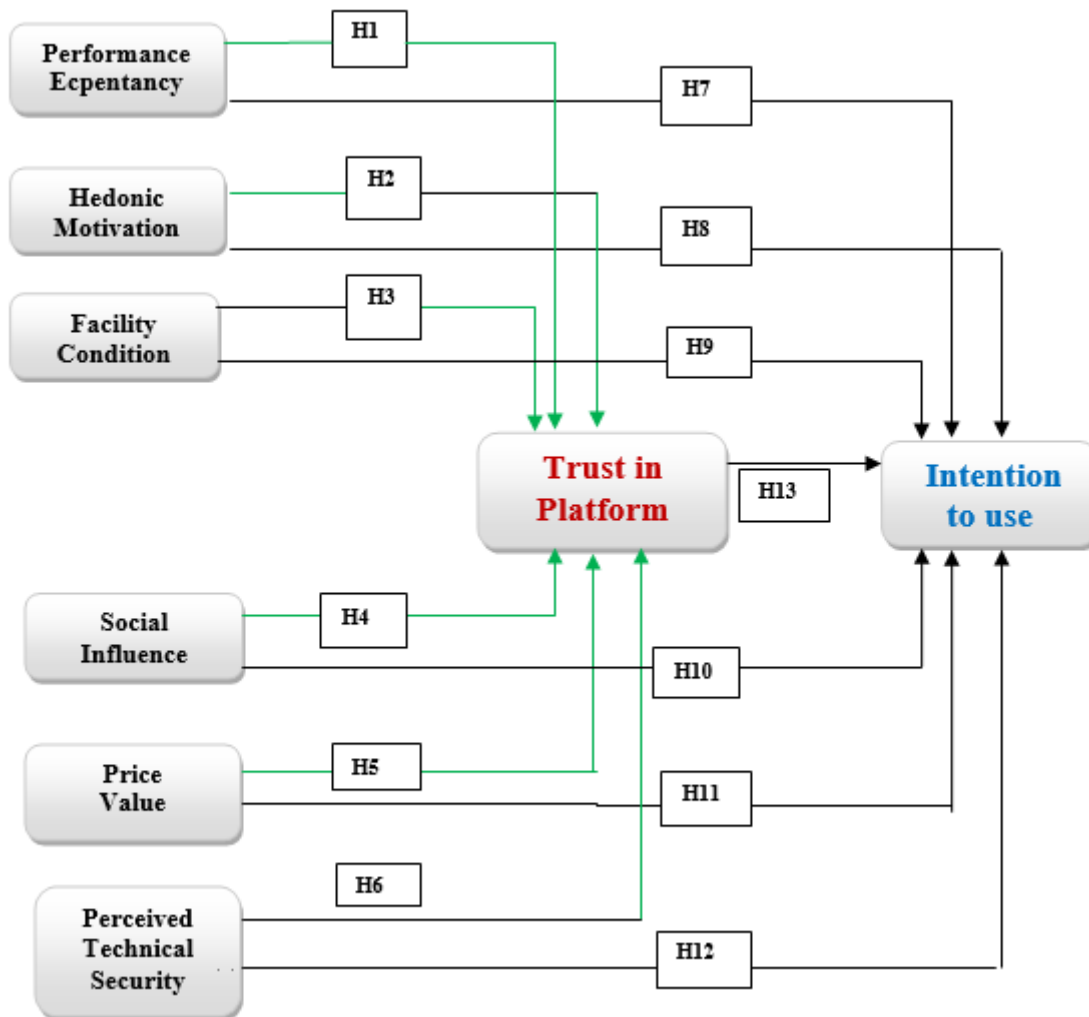 H1
Performance
Ecpentancy
H7
H2
Hedonic
Motivation
H8
H3
Facility
Condition
H9
Trust in
Platform
H13
Intention
to use
H4
Social
Influence
H10
H5
Price
Value
H11
H6
Perceived
Technical
Security
H12